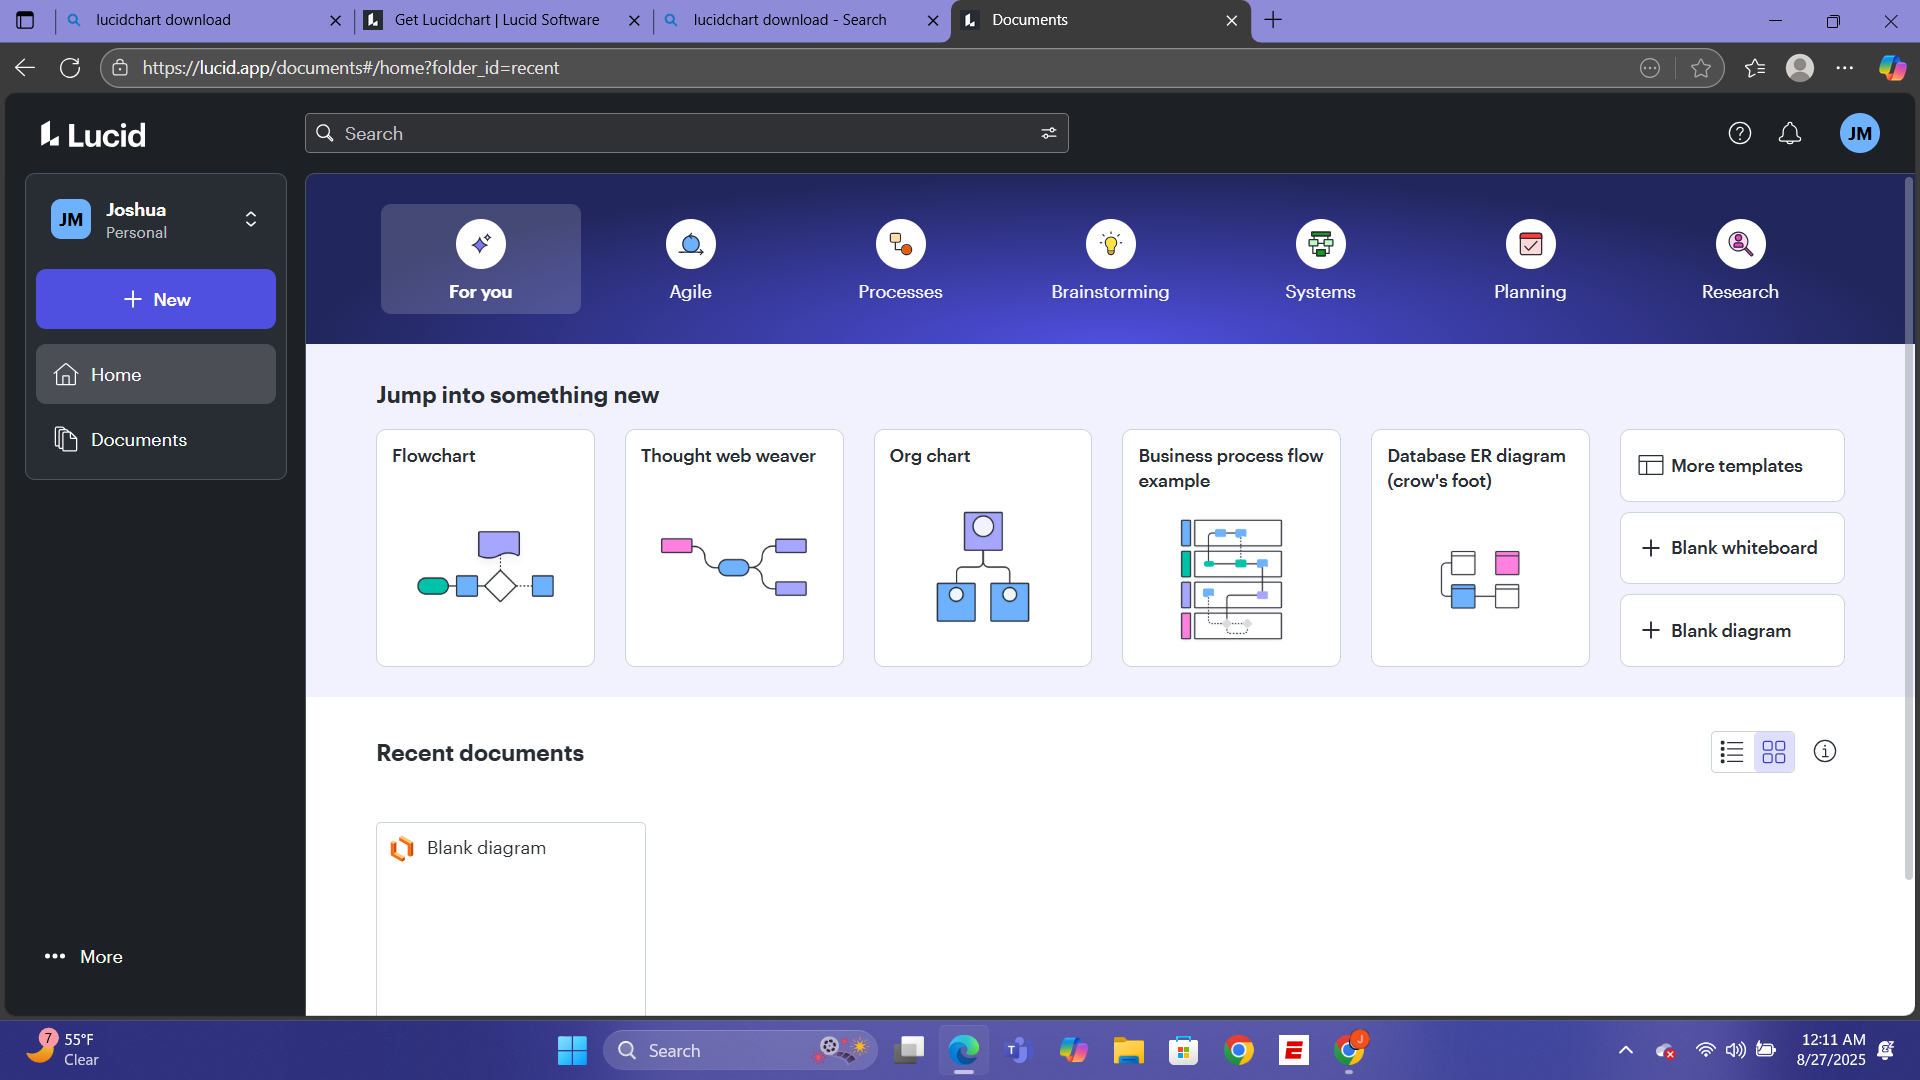 lucidchart download
Get Lucidchart | Lucid Software
lucidchart download - Search
Documents
https://lucid.app/documents#/home?folder_id=recent
Lucid
Search
JM
JM
Joshua
Personal
New
Home
Documents
More
For you
Agile
Processes
Brainstorming
Systems
Planning
Research
Jump into something new
Flowchart
Thought web weaver
Org chart
Business process flow
example
Database ER diagram
(crow's foot)
More templates
Blank whiteboard
Blank diagram
Recent documents
Blank diagram
7
55°F
Clear
Search
T
E
J
12:11 AM
8/27/2025